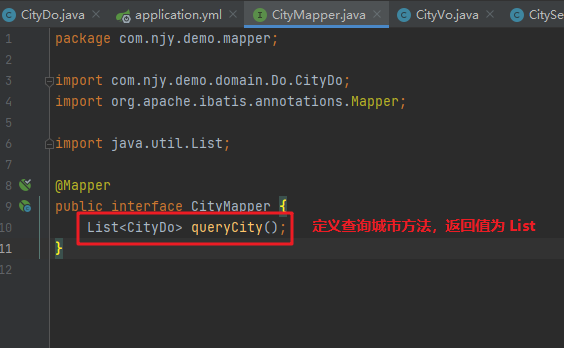 CityDo.java
application.yml
CityMapper.java
CityVo.java
CitySe
1 package com.njy.demo.mapper;
2
3 import com.njy.demo.domain.Do.CityDo;
4 import org.apache.ibatis.annotations.Mapper;
5
6 import java.util.List;
7
8 @Mapper
9 public interface CityMapper {
10 List<CityDo> queryCity(); 定义查询城市方法，返回值为 List
11 }
12